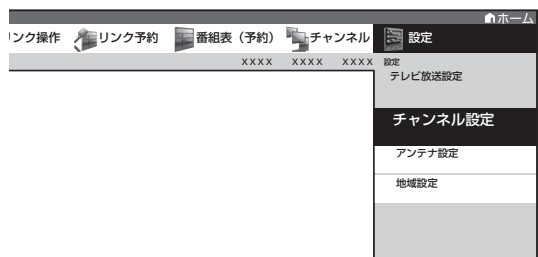 ホーム
ンク操作 リンク予約 番組表（予約） チャンネル 設定
XXXX XXXX XXXX 設定
テレビ放送設定
チャンネル設定
アンテナ設定
地域設定